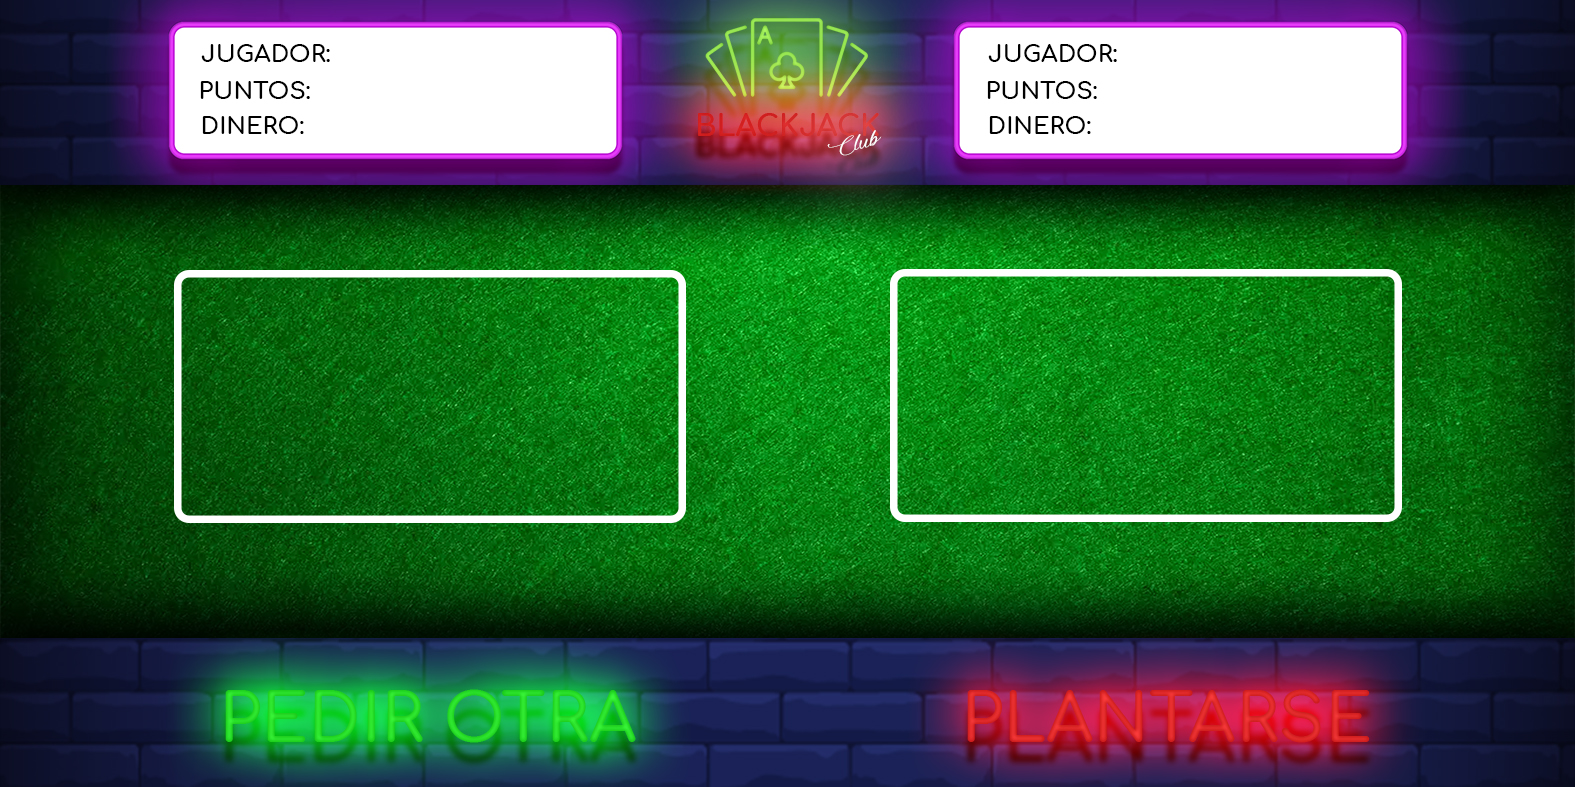 JUGADOR:
PUNTOS:
DINERO:
A
BLACKJACK
Club
JUGADOR:
PUNTOS:
DINERO:
PEDIR OTRA
PLANTARSE